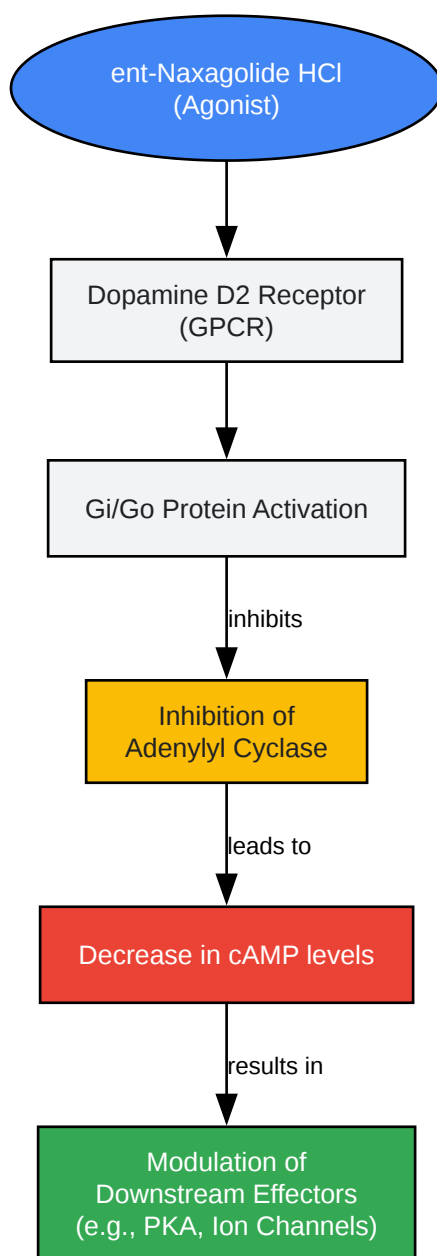 ent-Naxagolide HCl
(Agonist)
Dopamine D2 Receptor
(GPCR)
Gi/Go Protein Activation
inhibits
Inhibition of
Adenylyl Cyclase
leads to
Decrease in cAMP levels
results in
Modulation of
Downstream Effectors
(e.g., PKA, Ion Channels)